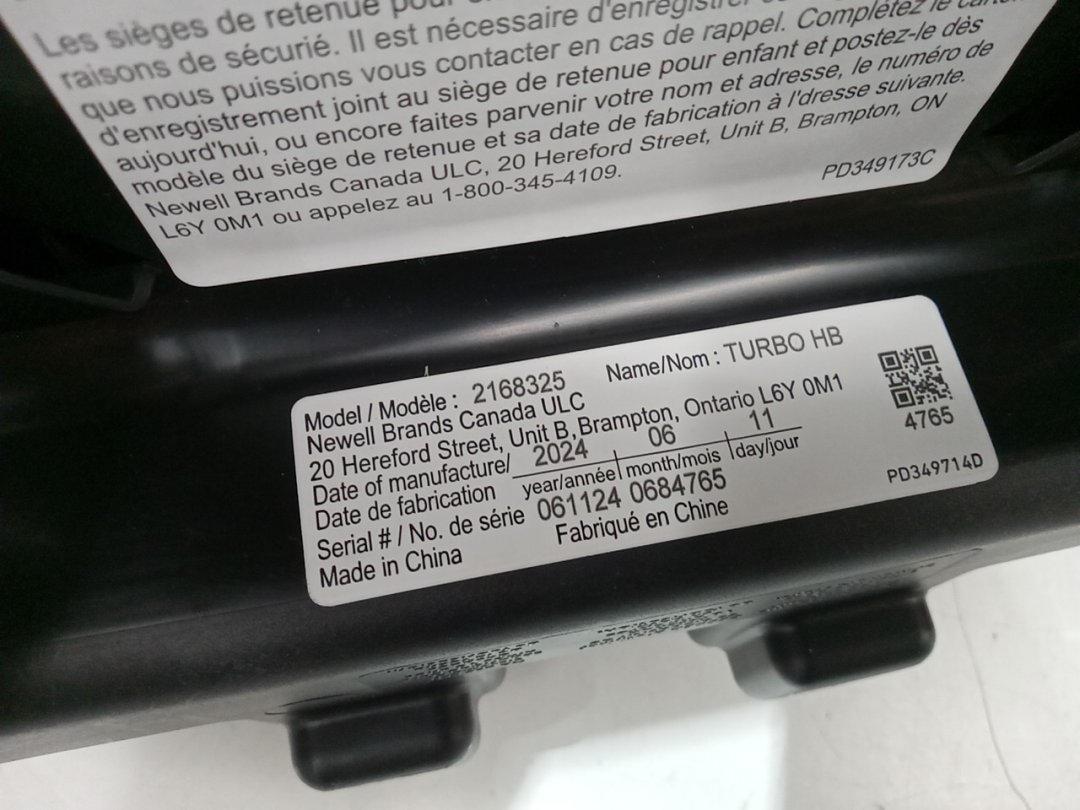 Les sièges de retenue pour
raisons de sécurié. Il est nécessaire d'enregistrer
que nous puissions vous contacter en cas de rappel. Complétez le
d'enregistrement joint au siège de retenue pour enfant et postez-le dès
aujourd'hui, ou encore faites parvenir votre nom et adresse, le numéro de
modèle du siège de retenue et sa date de fabrication à l'dresse suivante.
Newell Brands Canada ULC, 20 Hereford Street, Unit B, Brampton, ON
L6Y 0M1 ou appelez au 1-800-345-4109.
PD349173C
Model / Modèle : 2168325 Name/Nom : TURBO HB
Newell Brands Canada ULC
20 Hereford Street, Unit B, Brampton, Ontario L6Y 0M1
Date of manufacture/ 2024 06 11
Date de fabrication year/année month/mois day/jour
Serial # / No. de série 061124 0684765
Made in China Fabriqué en Chine
4765
PD349714D